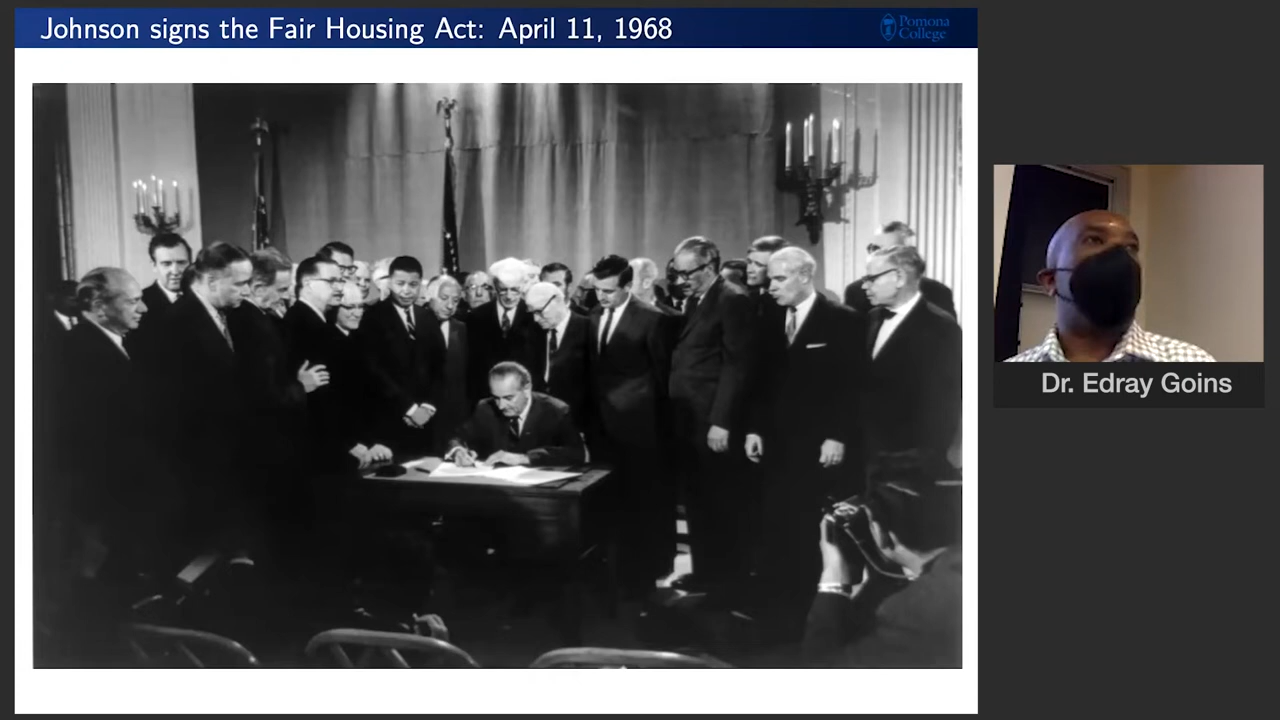 Johnson signs the Fair Housing Act: April 11, 1968
Pomona
College
Dr. Edray Goins